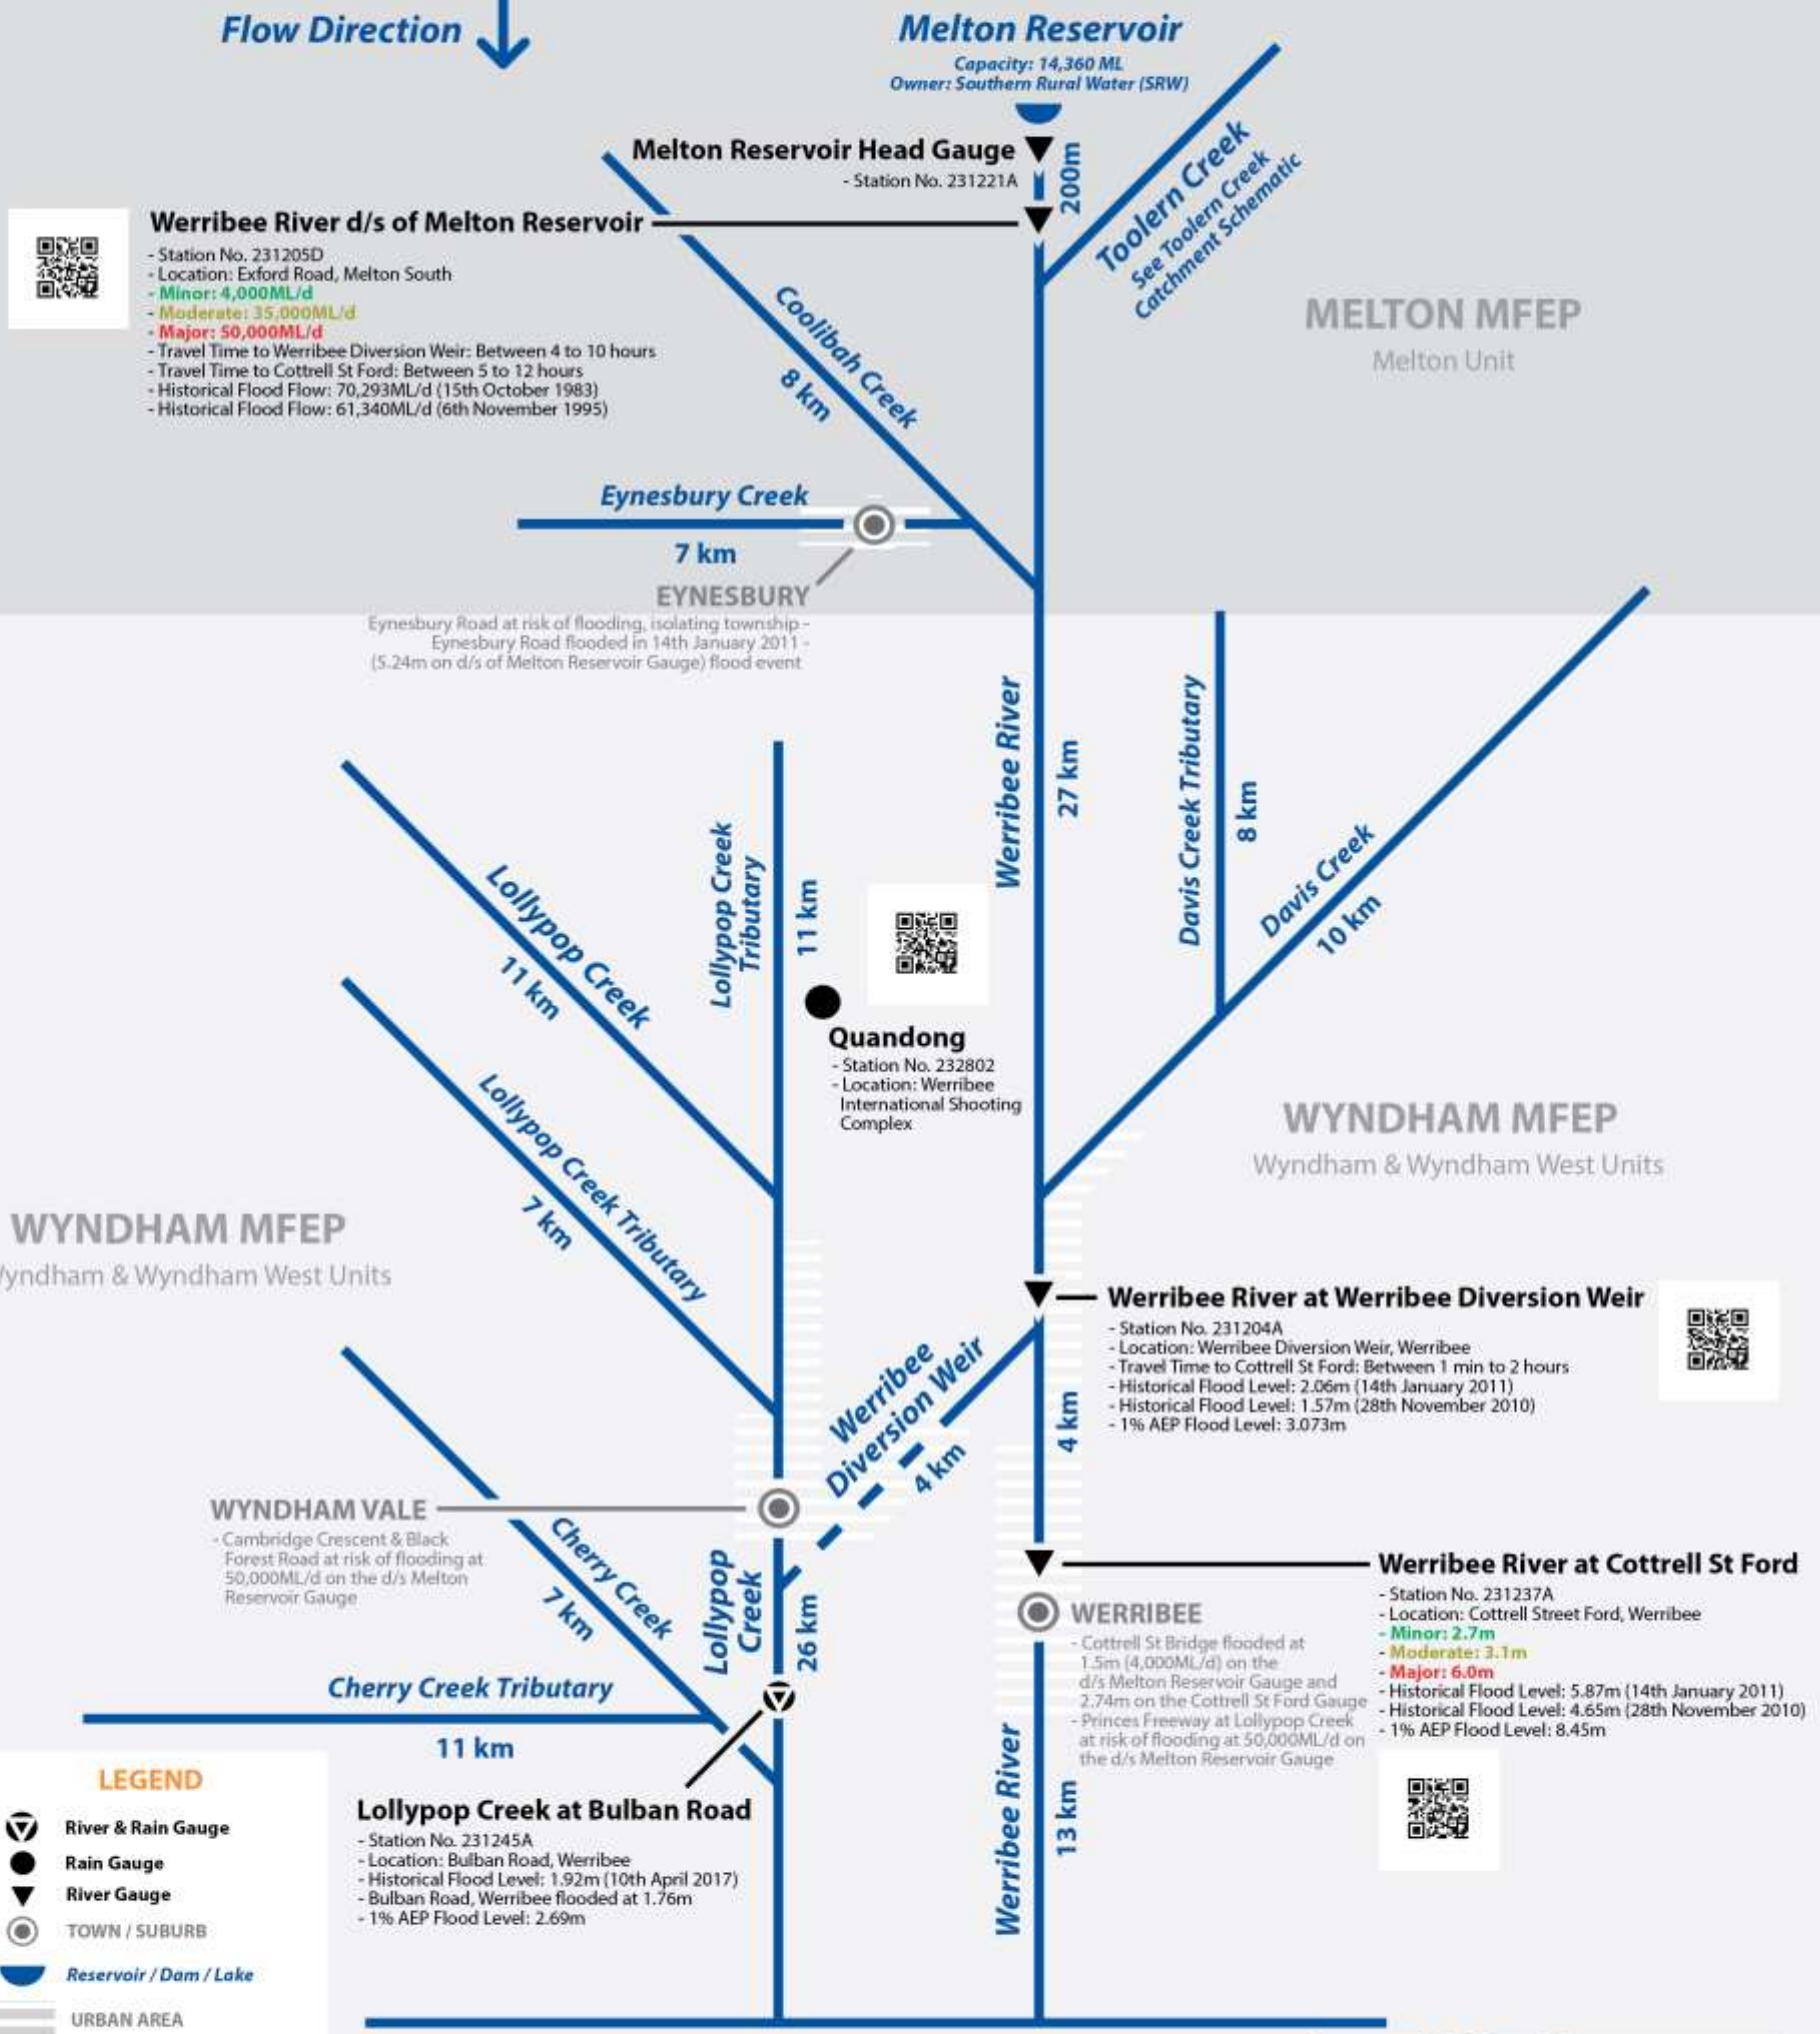 Flow Direction
Melton Reservoir
Capacity: 14,360 ML
Owner: Southern Rural Water (SRW)
Melton Reservoir Head Gauge
- Station No. 231221A
200m
Toolern Creek
See Toolern Creek
Catchment Schematic
Werribee River d/s of Melton Reservoir
- Station No. 231205D
- Location: Exford Road, Melton South
- Minor: 4,000ML/d
- Moderate: 35,000ML/d
- Major: 50,000ML/d
- Travel Time to Werribee Diversion Weir: Between 4 to 10 hours
- Travel Time to Cottrell St Ford: Between 5 to 12 hours
- Historical Flood Flow: 70,293ML/d (15th October 1983)
- Historical Flood Flow: 61,340ML/d (6th November 1995)
MELTON MFEP
Melton Unit
Coolibah Creek
8 km
Eynesbury Creek
7 km
EYNESBURY
Eynesbury Road at risk of flooding, isolating township -
Eynesbury Road flooded in 14th January 2011 -
(5.24m on d/s of Melton Reservoir Gauge) flood event
Werribee River
27 km
Davis Creek Tributary
8 km
Davis Creek
10 km
Lollypop Creek
11 km
Lollypop Creek
Tributary
11 km
Quandong
- Station No. 232802
- Location: Werribee
International Shooting
Complex
Lollypop Creek Tributary
7 km
WYNDHAM MFEP
Wyndham & Wyndham West Units
WYNDHAM MFEP
yndham & Wyndham West Units
Werribee River at Werribee Diversion Weir
- Station No. 231204A
- Location: Werribee Diversion Weir, Werribee
- Travel Time to Cottrell St Ford: Between 1 min to 2 hours
- Historical Flood Level: 2.06m (14th January 2011)
- Historical Flood Level: 1.57m (28th November 2010)
- 1% AEP Flood Level: 3.073m
Werribee
Diversion Weir
4 km
4 km
WYNDHAM VALE
- Cambridge Crescent & Black
Forest Road at risk of flooding at
50,000ML/d on the d/s Melton
Reservoir Gauge
Cherry Creek
7 km
Lollypop
Creek
26 km
Werribee River at Cottrell St Ford
- Station No. 231237A
- Location: Cottrell Street Ford, Werribee
- Minor: 2.7m
- Moderate: 3.1m
- Major: 6.0m
- Historical Flood Level: 5.87m (14th January 2011)
- Historical Flood Level: 4.65m (28th November 2010)
- 1% AEP Flood Level: 8.45m
WERRIBEE
- Cottrell St Bridge flooded at
1.5m (4,000ML/d) on the
d/s Melton Reservoir Gauge and
2.74m on the Cottrell St Ford Gauge
- Princes Freeway at Lollypop Creek
at risk of flooding at 50,000ML/d on
the d/s Melton Reservoir Gauge
Cherry Creek Tributary
11 km
Werribee River
13 km
Lollypop Creek at Bulban Road
- Station No. 231245A
- Location: Bulban Road, Werribee
- Historical Flood Level: 1.92m (10th April 2017)
- Bulban Road, Werribee flooded at 1.76m
- 1% AEP Flood Level: 2.69m
LEGEND
River & Rain Gauge
Rain Gauge
River Gauge
TOWN / SUBURB
Reservoir / Dam / Lake
URBAN AREA